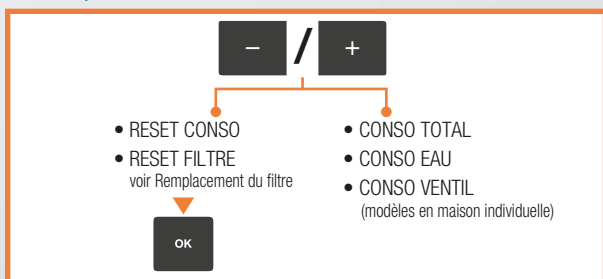 − / +
• RESET CONSO
• RESET FILTRE
voir Remplacement du filtre
OK
• CONSO TOTAL
• CONSO EAU
• CONSO VENTIL
(modèles en maison individuelle)